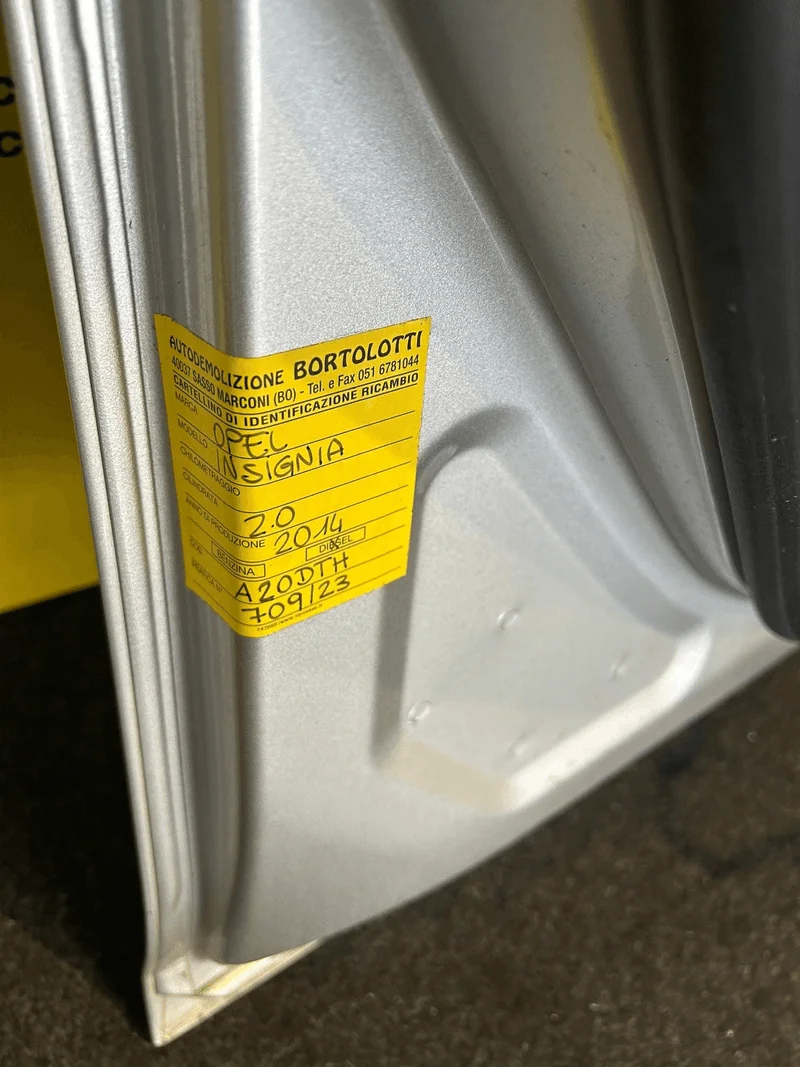 C
C
AUTODEMOLIZIONE BORTOLOTTI
40037 SASSO MARCONI (BO) - Tel. e Fax 051 6781044
CARTELLINO DI IDENTIFICAZIONE RICAMBIO
MARCA OPEL
MODELLO INSIGNIA
CHILOMETRAGGIO
CILINDRATA 2.0
ANNO DI PRODUZIONE 2014
BENZINA DIESEL
COD. A20DTH
709/23